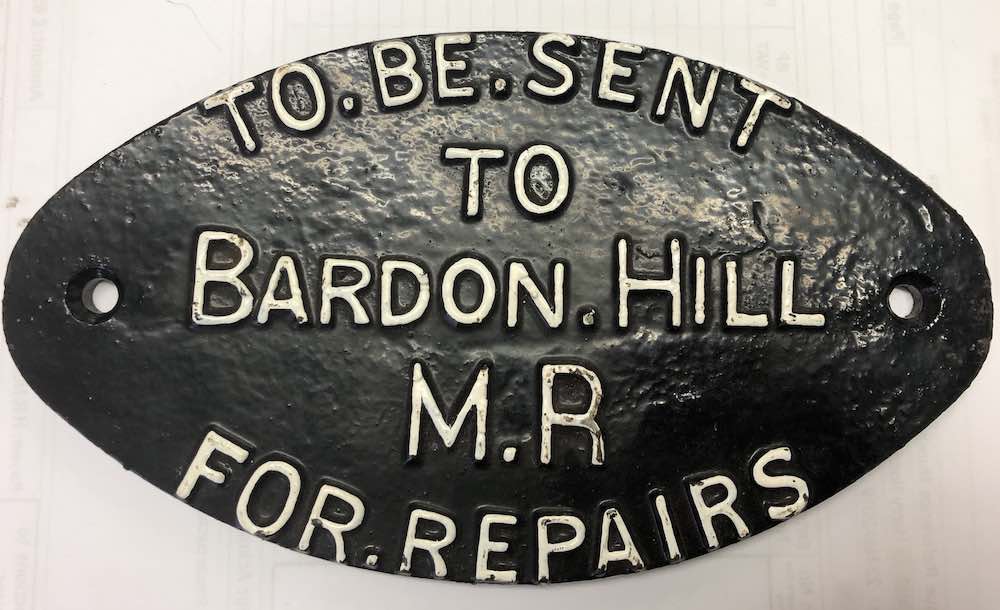 TO.BE.SENT
TO
BARDON.HILL
M.R
FOR.REPAIRS